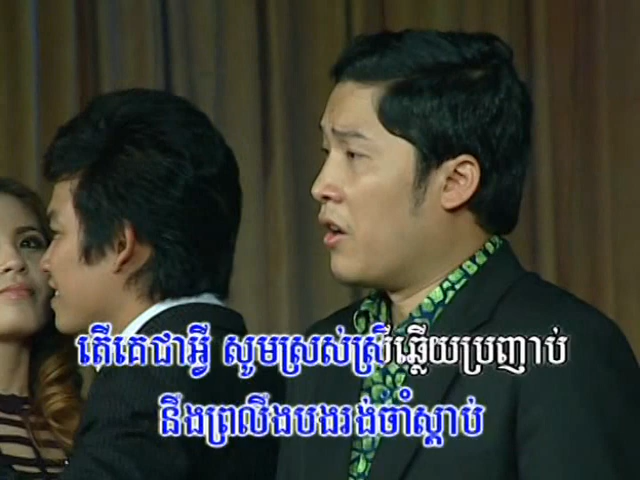 តើគេជាអ្វី សូមស្រស់ស្រីឆ្លើយប្រញាប់
នឹងព្រលឹងបងរង់ចាំស្ដាប់